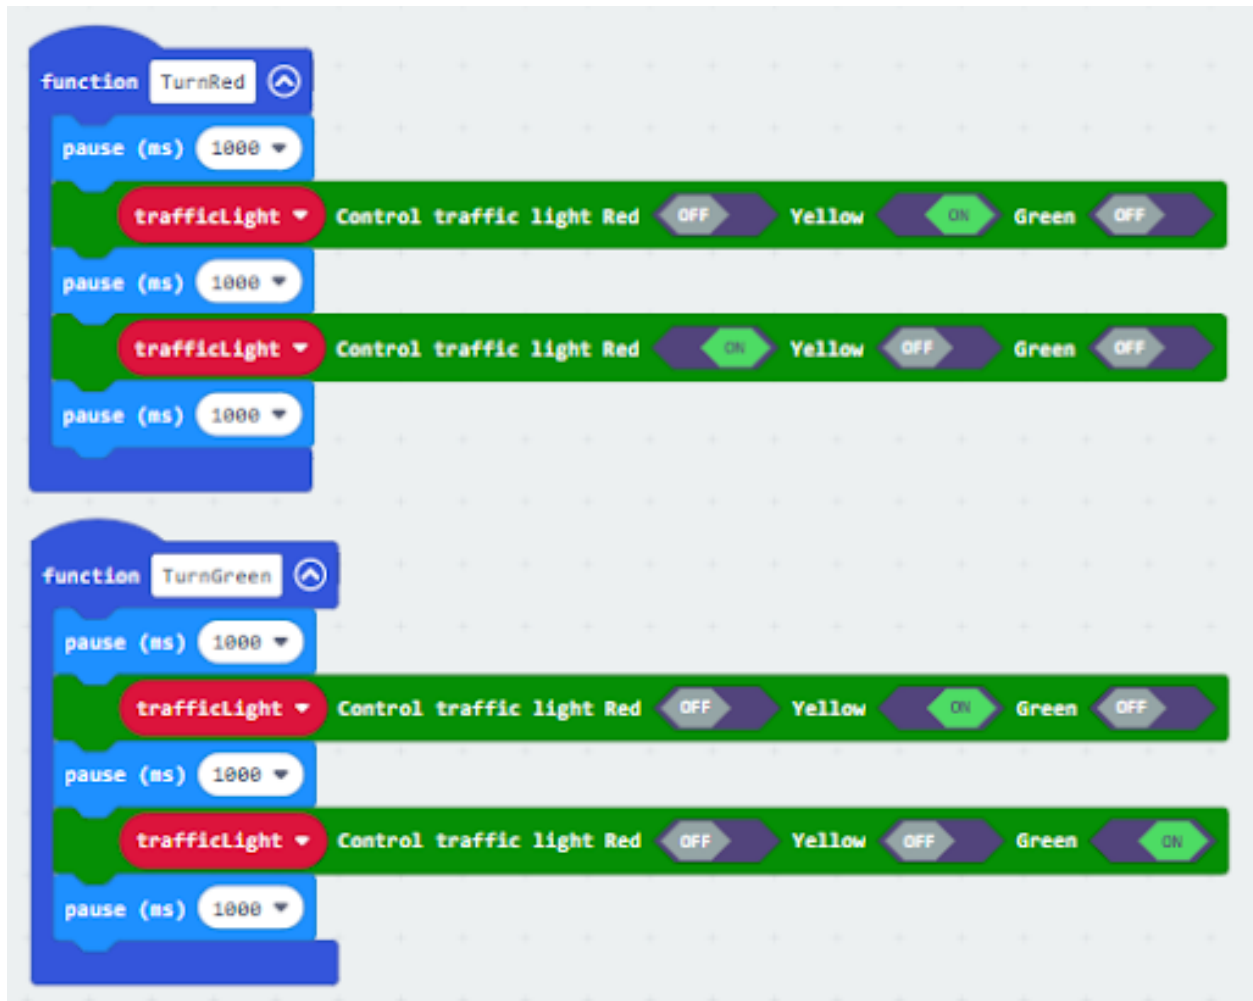 function TurnRed
pause (ms) 1000
trafficLight Control traffic light Red OFF Yellow ON Green OFF
pause (ms) 1000
trafficLight Control traffic light Red ON Yellow OFF Green OFF
pause (ms) 1000
function TurnGreen
pause (ms) 1000
trafficLight Control traffic light Red OFF Yellow ON Green OFF
pause (ms) 1000
trafficLight Control traffic light Red OFF Yellow OFF Green ON
pause (ms) 1000